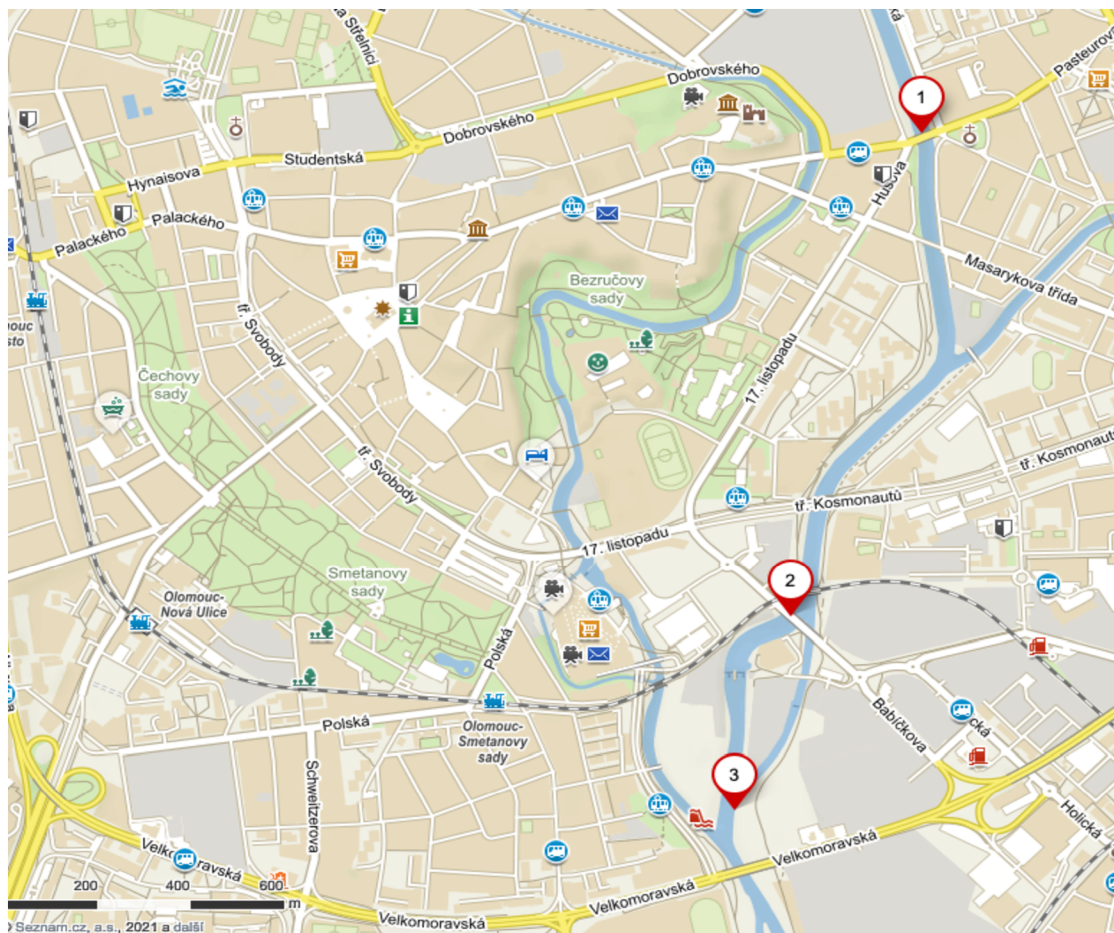 Dobrovského
Pasteurova
1
Dobrovského
Studentská
Hynaisova
Husova
Palackého
Palackého
Bezručovy
sady
Masarykova třída
tř. Svobody
Čechovy
sady
17. listopadu
tř. Svobody
tř. Kosmonautů
tř. Kosmonautů
17. listopadu
Smetanovy
sady
2
Olomouc-
Nová Ulice
Polská
Polská
Olomouc-
Smetanovy
sady
Babíčkova
3
Schweitzerova
Holická
Velkomoravská
Velkomoravská
Velkomoravská
Velkomoravská
200 400 600
m
© Seznam.cz, a.s., 2021 a další